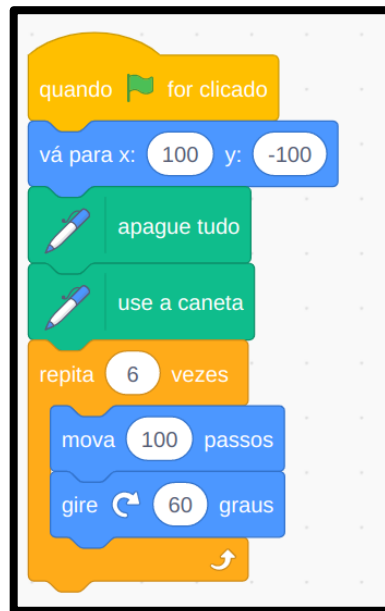 quando for clicado
vá para x: 100 y: -100
apague tudo
use a caneta
repita 6 vezes
mova 100 passos
gire 60 graus